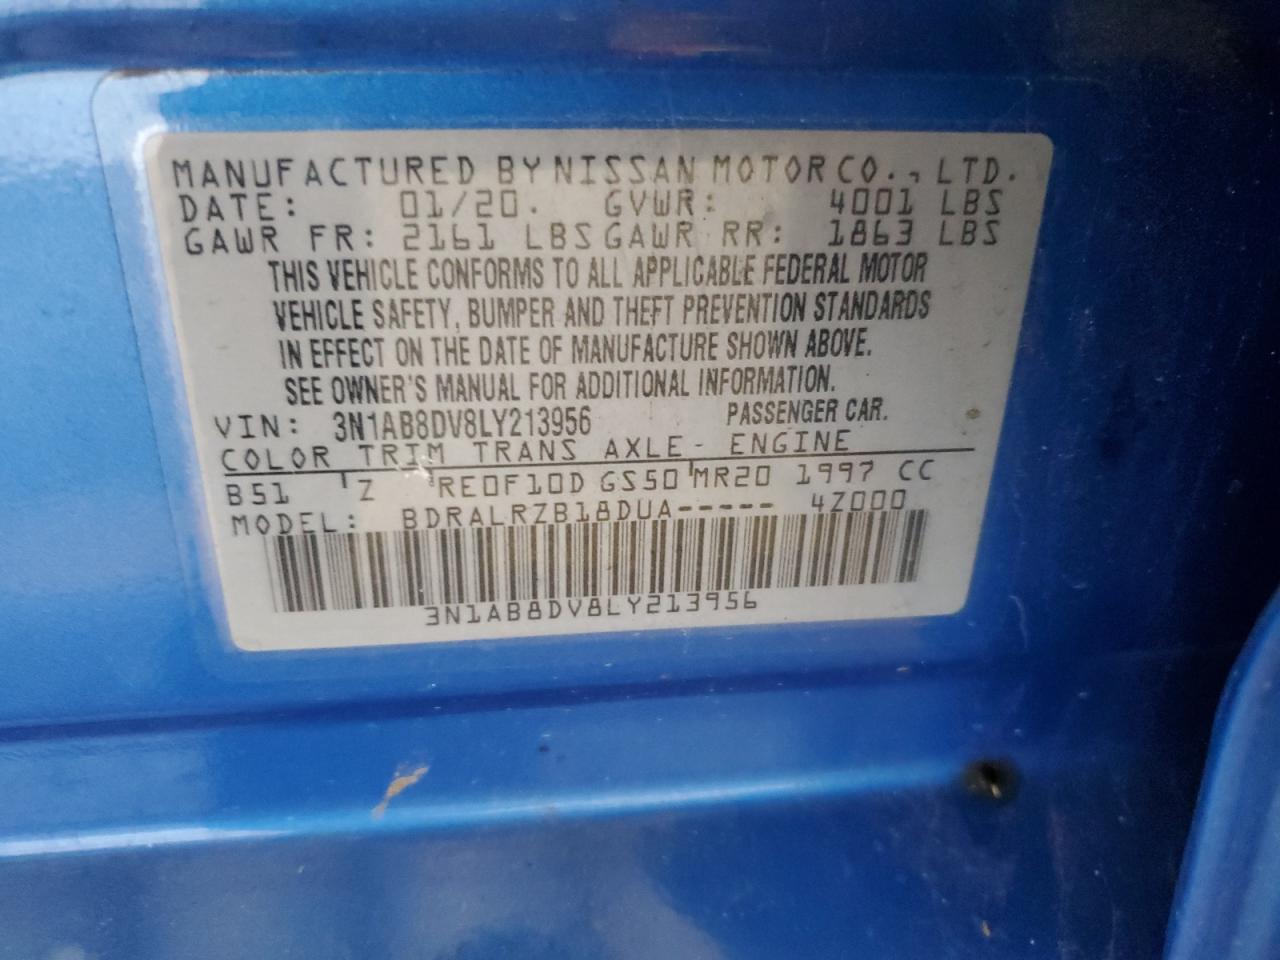 MANUFACTURED BY NISSAN MOTOR CO., LTD.
DATE: 01/20. GVWR: 4001 LBS
GAWR FR: 2161 LBS GAWR RR: 1863 LBS
THIS VEHICLE CONFORMS TO ALL APPLICABLE FEDERAL MOTOR
VEHICLE SAFETY, BUMPER AND THEFT PREVENTION STANDARDS
IN EFFECT ON THE DATE OF MANUFACTURE SHOWN ABOVE.
SEE OWNER'S MANUAL FOR ADDITIONAL INFORMATION.
VIN: 3N1AB8DV8LY213956 PASSENGER CAR.
COLOR TRIM TRANS AXLE ENGINE
B51 Z RE0F10D GS50 MR20 1997 CC
MODEL: BDRALRZB18DUA----- 4Z000
3N1AB8DV8LY213956